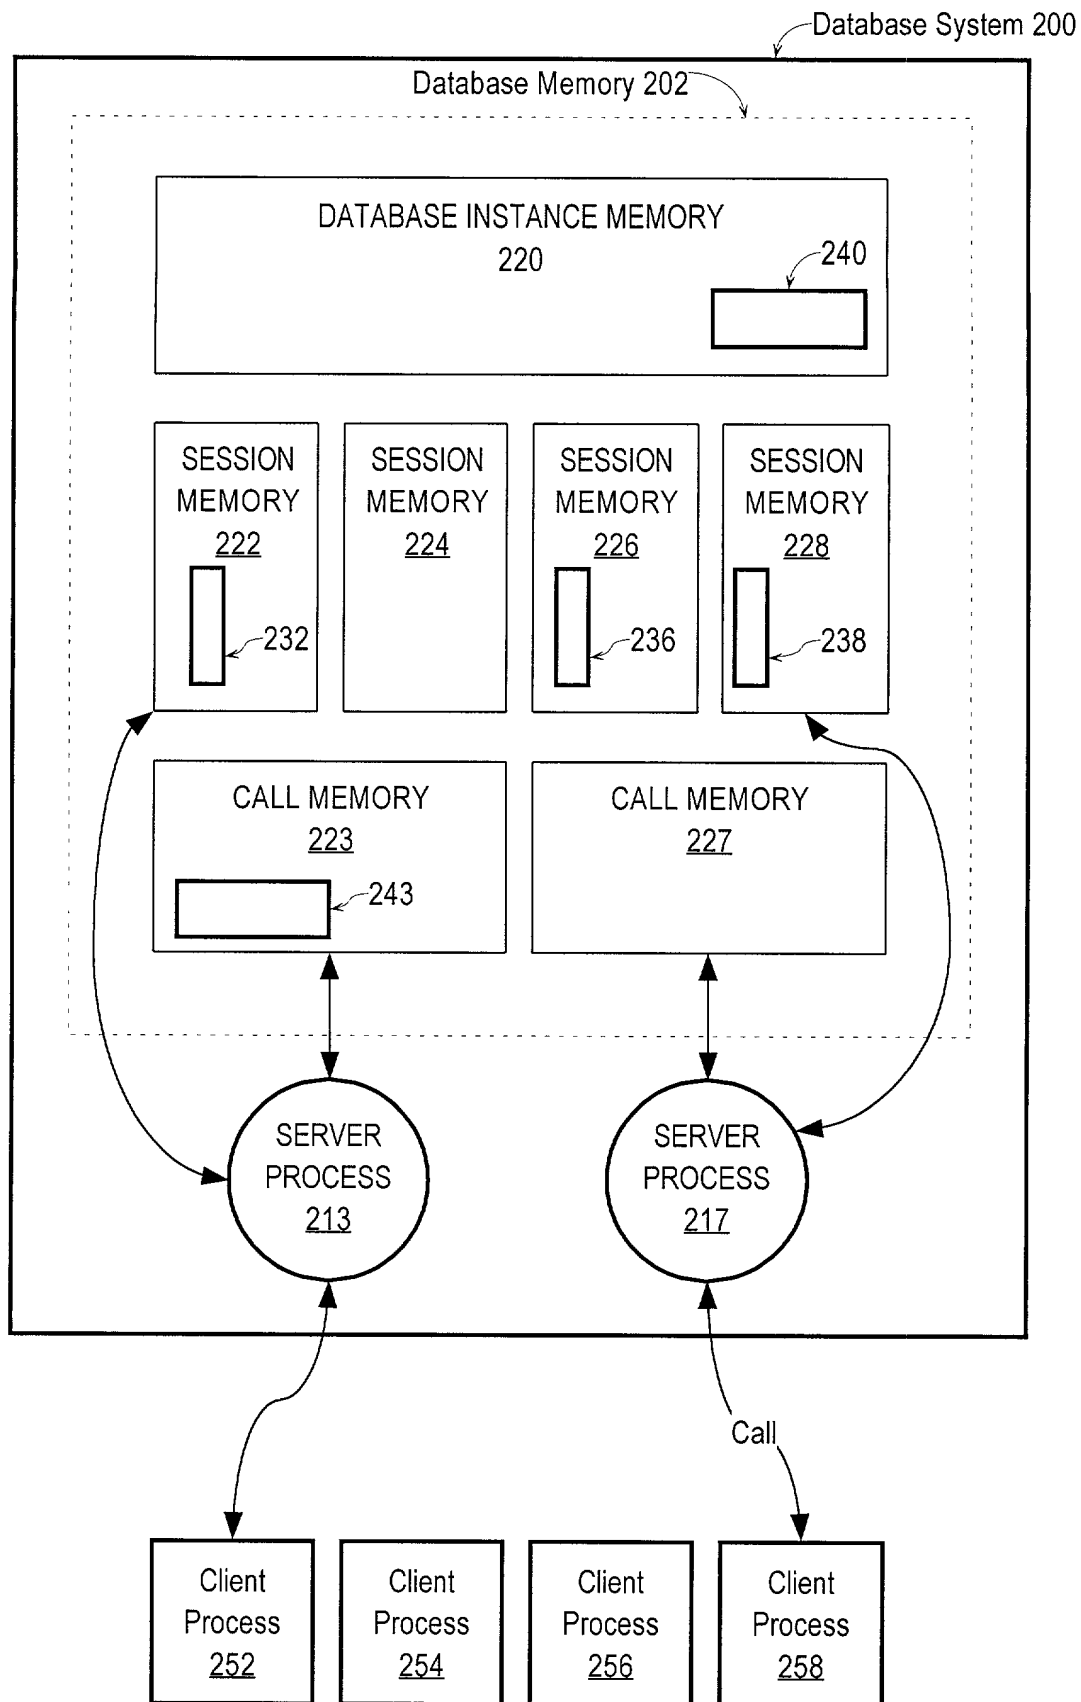 Database System 200
Database Memory 202
DATABASE INSTANCE MEMORY
220
240
SESSION
MEMORY
222
232
SESSION
MEMORY
224
SESSION
MEMORY
226
236
SESSION
MEMORY
228
238
CALL MEMORY
223
243
CALL MEMORY
227
SERVER
PROCESS
213
SERVER
PROCESS
217
Call
Client
Process
252
Client
Process
254
Client
Process
256
Client
Process
258